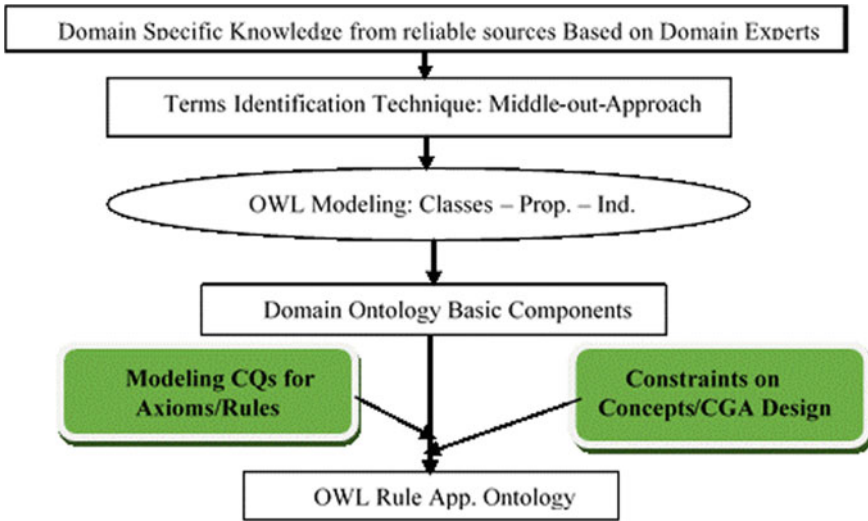 Domain Specific Knowledge from reliable sources Based on Domain Experts
Terms Identification Technique: Middle-out-Approach
OWL Modeling: Classes – Prop. – Ind.
Domain Ontology Basic Components
Modeling CQs for
Axioms/Rules
Constraints on
Concepts/CGA Design
OWL Rule App. Ontology